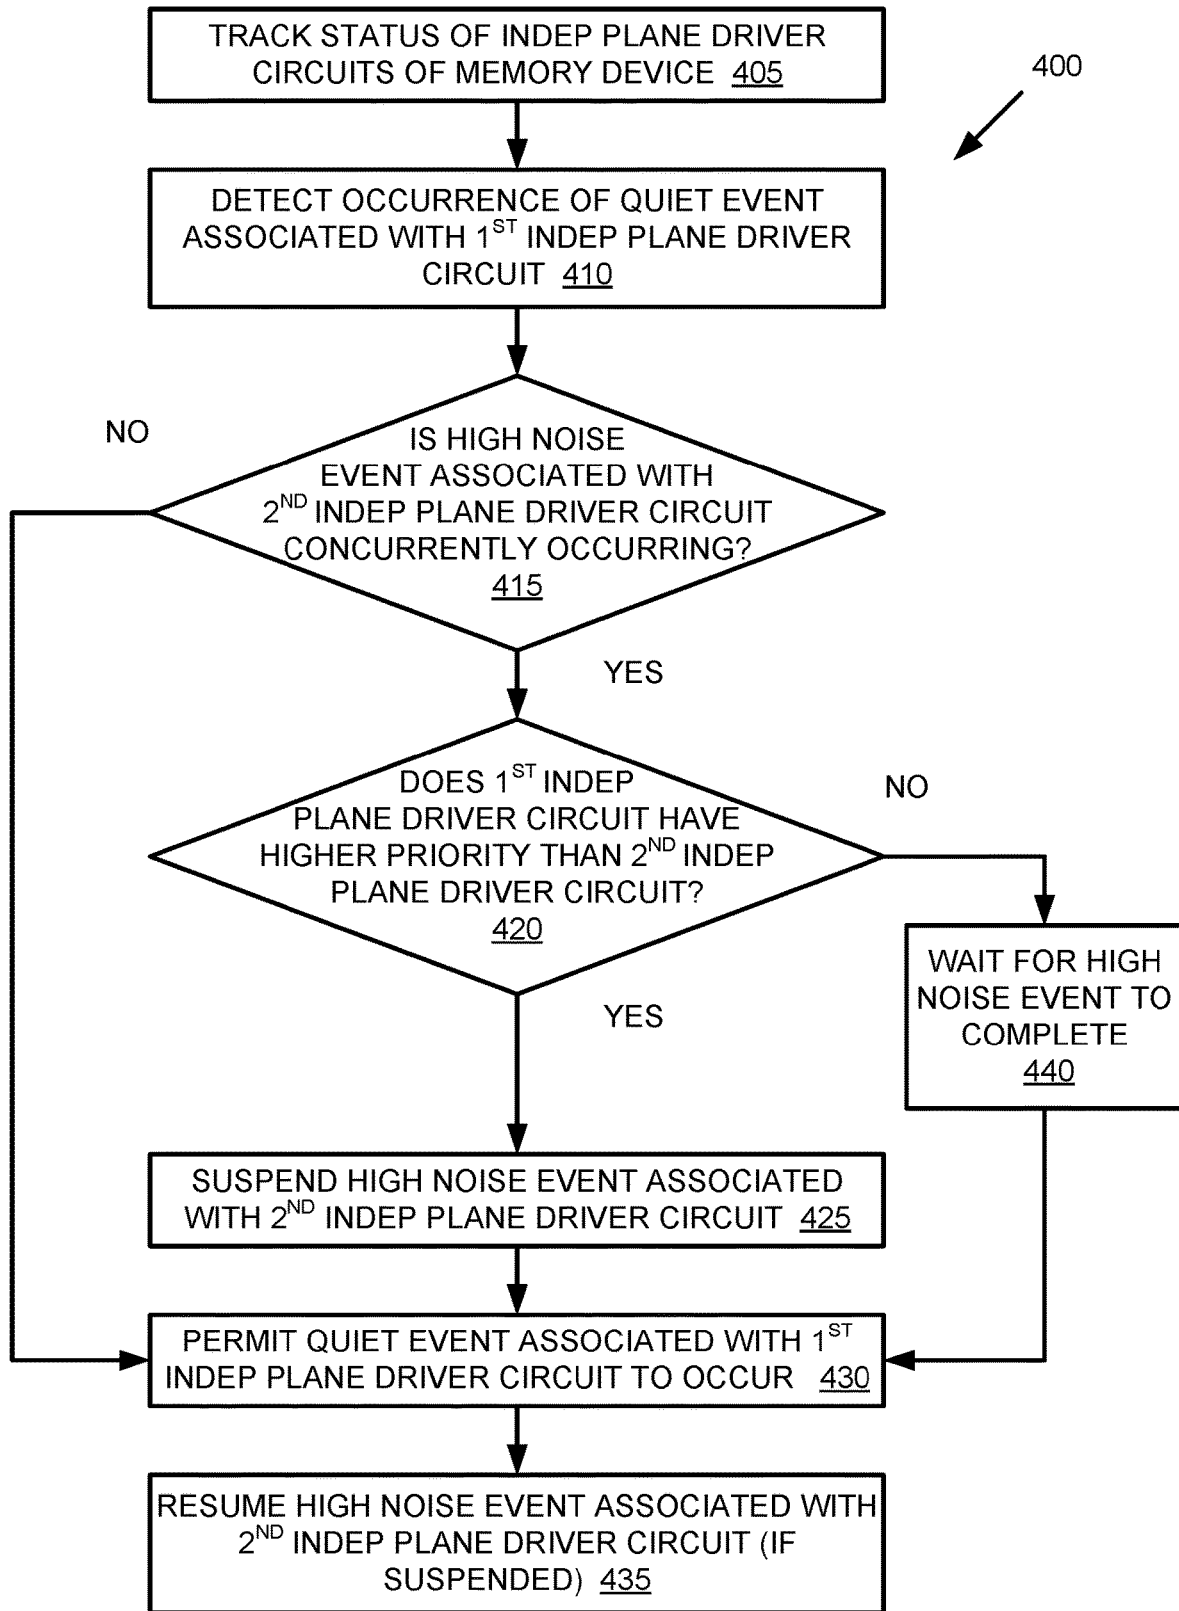 TRACK STATUS OF INDEP PLANE DRIVER
CIRCUITS OF MEMORY DEVICE 405
400
DETECT OCCURRENCE OF QUIET EVENT
ASSOCIATED WITH 1ST INDEP PLANE DRIVER
CIRCUIT 410
NO
IS HIGH NOISE
EVENT ASSOCIATED WITH
2ND INDEP PLANE DRIVER CIRCUIT
CONCURRENTLY OCCURRING?
415
YES
DOES 1ST INDEP
PLANE DRIVER CIRCUIT HAVE
HIGHER PRIORITY THAN 2ND INDEP
PLANE DRIVER CIRCUIT?
420
NO
YES
WAIT FOR HIGH
NOISE EVENT TO
COMPLETE
440
SUSPEND HIGH NOISE EVENT ASSOCIATED
WITH 2ND INDEP PLANE DRIVER CIRCUIT 425
PERMIT QUIET EVENT ASSOCIATED WITH 1ST
INDEP PLANE DRIVER CIRCUIT TO OCCUR 430
RESUME HIGH NOISE EVENT ASSOCIATED WITH
2ND INDEP PLANE DRIVER CIRCUIT (IF
SUSPENDED) 435